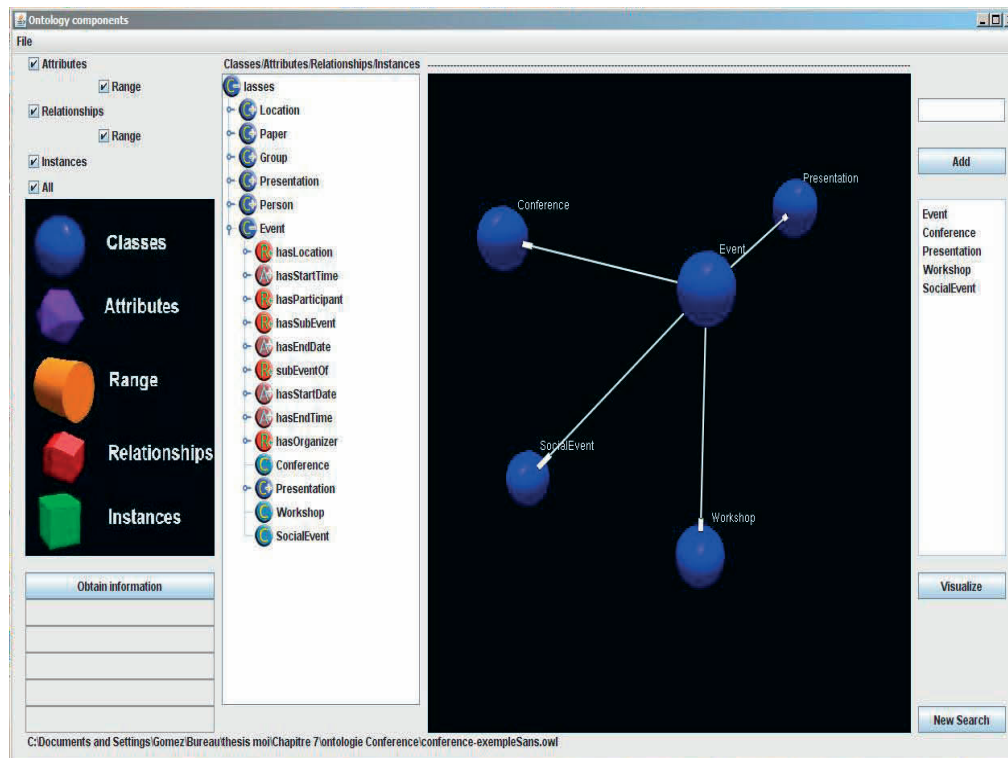 Ontology components
File
Attributes
Range
Relationships
Range
Instances
All
Classes
Attributes
Range
Relationships
Instances
Obtain information
Classes/Attributes/Relationships/Instances
lasses
Location
Paper
Group
Presentation
Person
Event
hasLocation
hasStartTime
hasParticipant
hasSubEvent
hasEndDate
subEventOf
hasStartDate
hasEndTime
hasOrganizer
Conference
Presentation
Workshop
SocialEvent
Presentation
Conference
Event
SocialEvent
Workshop
Add
Event
Conference
Presentation
Workshop
SocialEvent
Visualize
New Search
C:\Documents and Settings\Gomez\Bureau\thesis moi\Chapitre 7\ontologie Conference\conference-exempleSans.owl